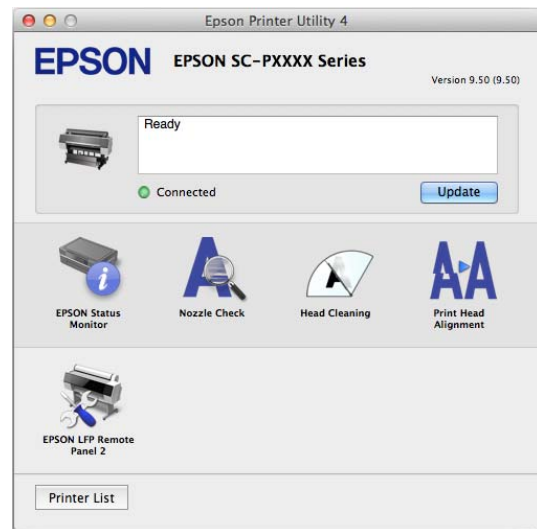 Epson Printer Utility 4
EPSON
EPSON SC-PXXXX Series
Version 9.50 (9.50)
Ready
Connected
Update
EPSON Status
Monitor
Nozzle Check
Head Cleaning
Print Head
Alignment
EPSON LFP Remote
Panel 2
Printer List